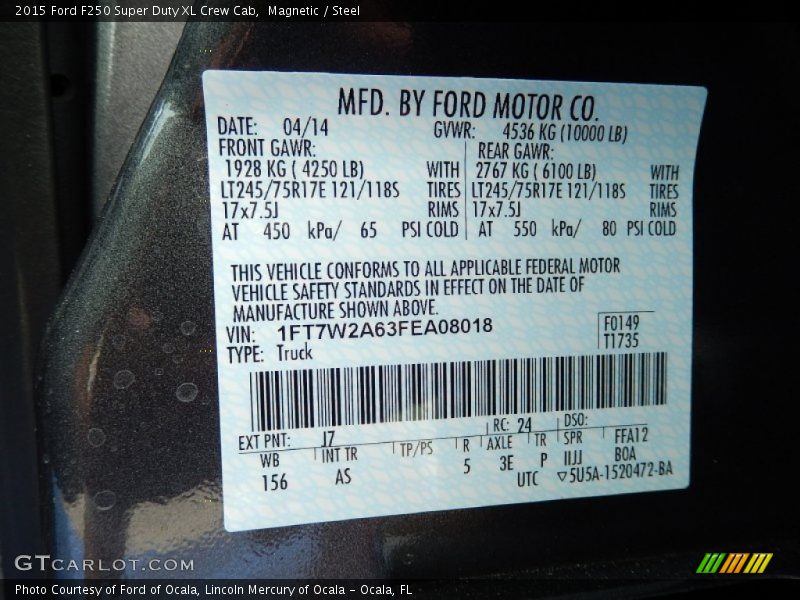 2015 Ford F250 Super Duty XL Crew Cab,  Magnetic / Steel
MFD. BY FORD MOTOR CO.
DATE: 04/14 GVWR: 4536 KG (10000 LB)
FRONT GAWR: REAR GAWR:
1928 KG ( 4250 LB) WITH 2767 KG ( 6100 LB) WITH
LT245/75R17E 121/118S TIRES LT245/75R17E 121/118S TIRES
17x7.5J RIMS 17x7.5J RIMS
AT 450 kPa/ 65 PSI COLD AT 550 kPa/ 80 PSI COLD
THIS VEHICLE CONFORMS TO ALL APPLICABLE FEDERAL MOTOR
VEHICLE SAFETY STANDARDS IN EFFECT ON THE DATE OF
MANUFACTURE SHOWN ABOVE.
VIN: 1FT7W2A63FEA08018 F0149
TYPE: Truck T1735
EXT PNT: J7 RC: 24 DSO:
WB INT TR TP/PS R AXLE TR SPR FFA12
156 AS 5 3E P IIJJ B0A
UTC ▽5U5A-1520472-BA
GTCARLOT.COM
Photo Courtesy of Ford of Ocala, Lincoln Mercury of Ocala - Ocala, FL